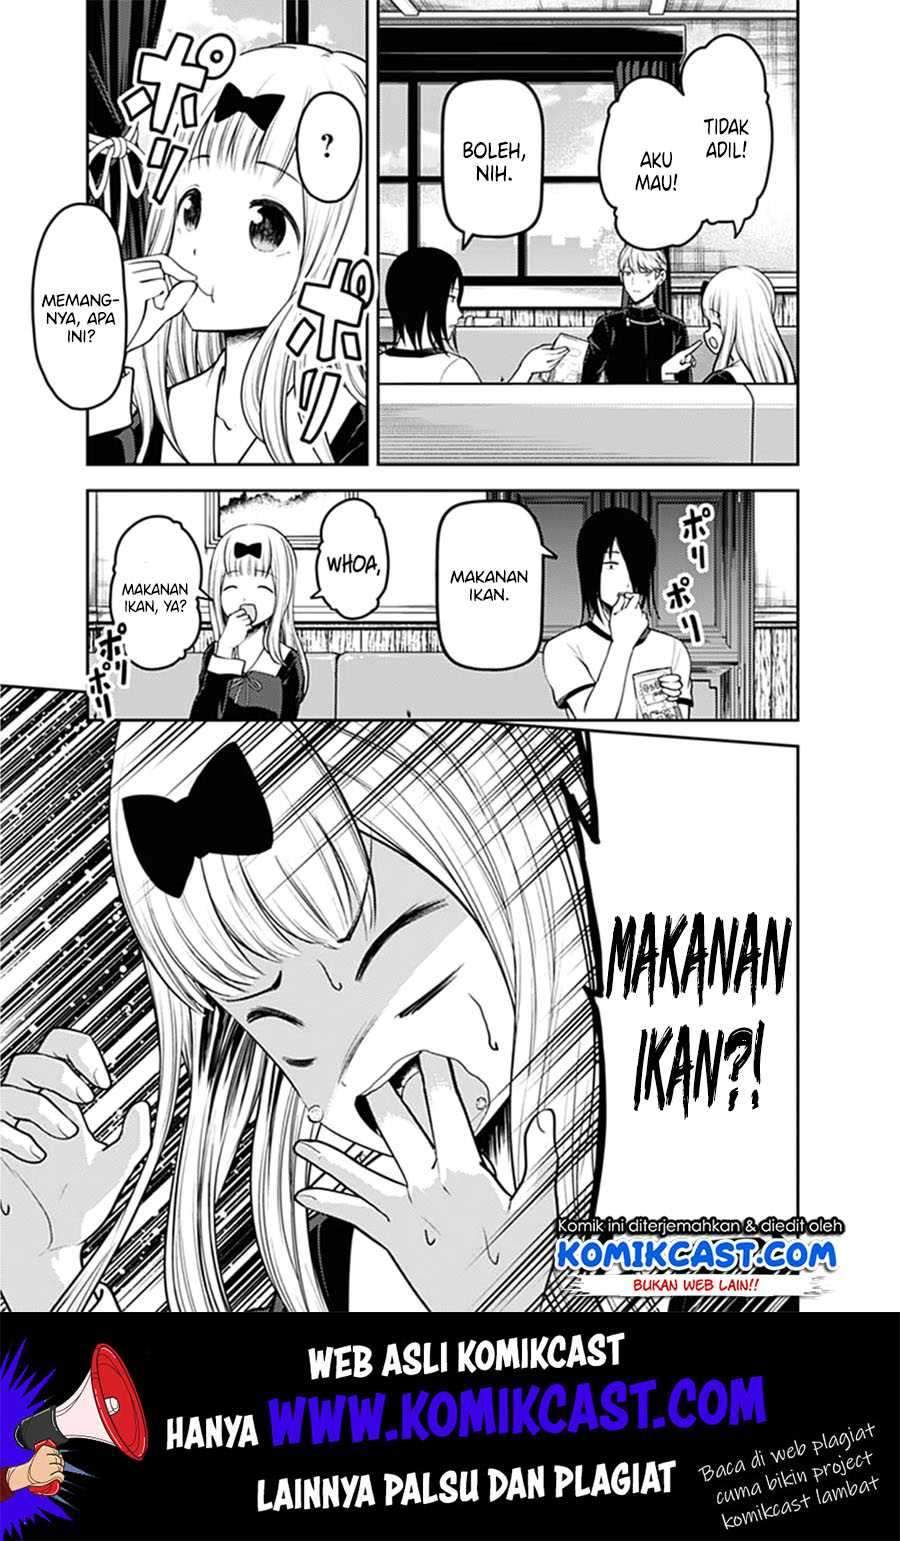 TIDAK
ADIL!
AKU
MAU!
BOLEH,
NIH.
?
ポリ
ポリ
MEMANG-
NYA, APA
INI?
ポリ
ポリ
MAKANAN
IKAN.
WHOA,
MAKANAN
IKAN, YA?
ポリ
ポリ
MAKANAN
IKAN?!
Komik ini diterjemahkan & diedit oleh
KOMIKCAST.COM
BUKAN WEB LAIN!!
WEB ASLI KOMIKCAST
HANYA WWW.KOMIKCAST.COM
LAINNYA PALSU DAN PLAGIAT
Baca di web plagiat
cuma bikin project
komikcast lambat